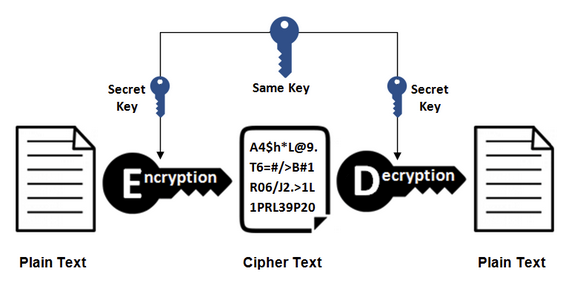 Secret
Key
Same Key
Secret
Key
Encryption
A4$h*L@9.
T6=#/>B#1
R06/J2.>1L
1PRL39P20
Decryption
Plain Text
Cipher Text
Plain Text